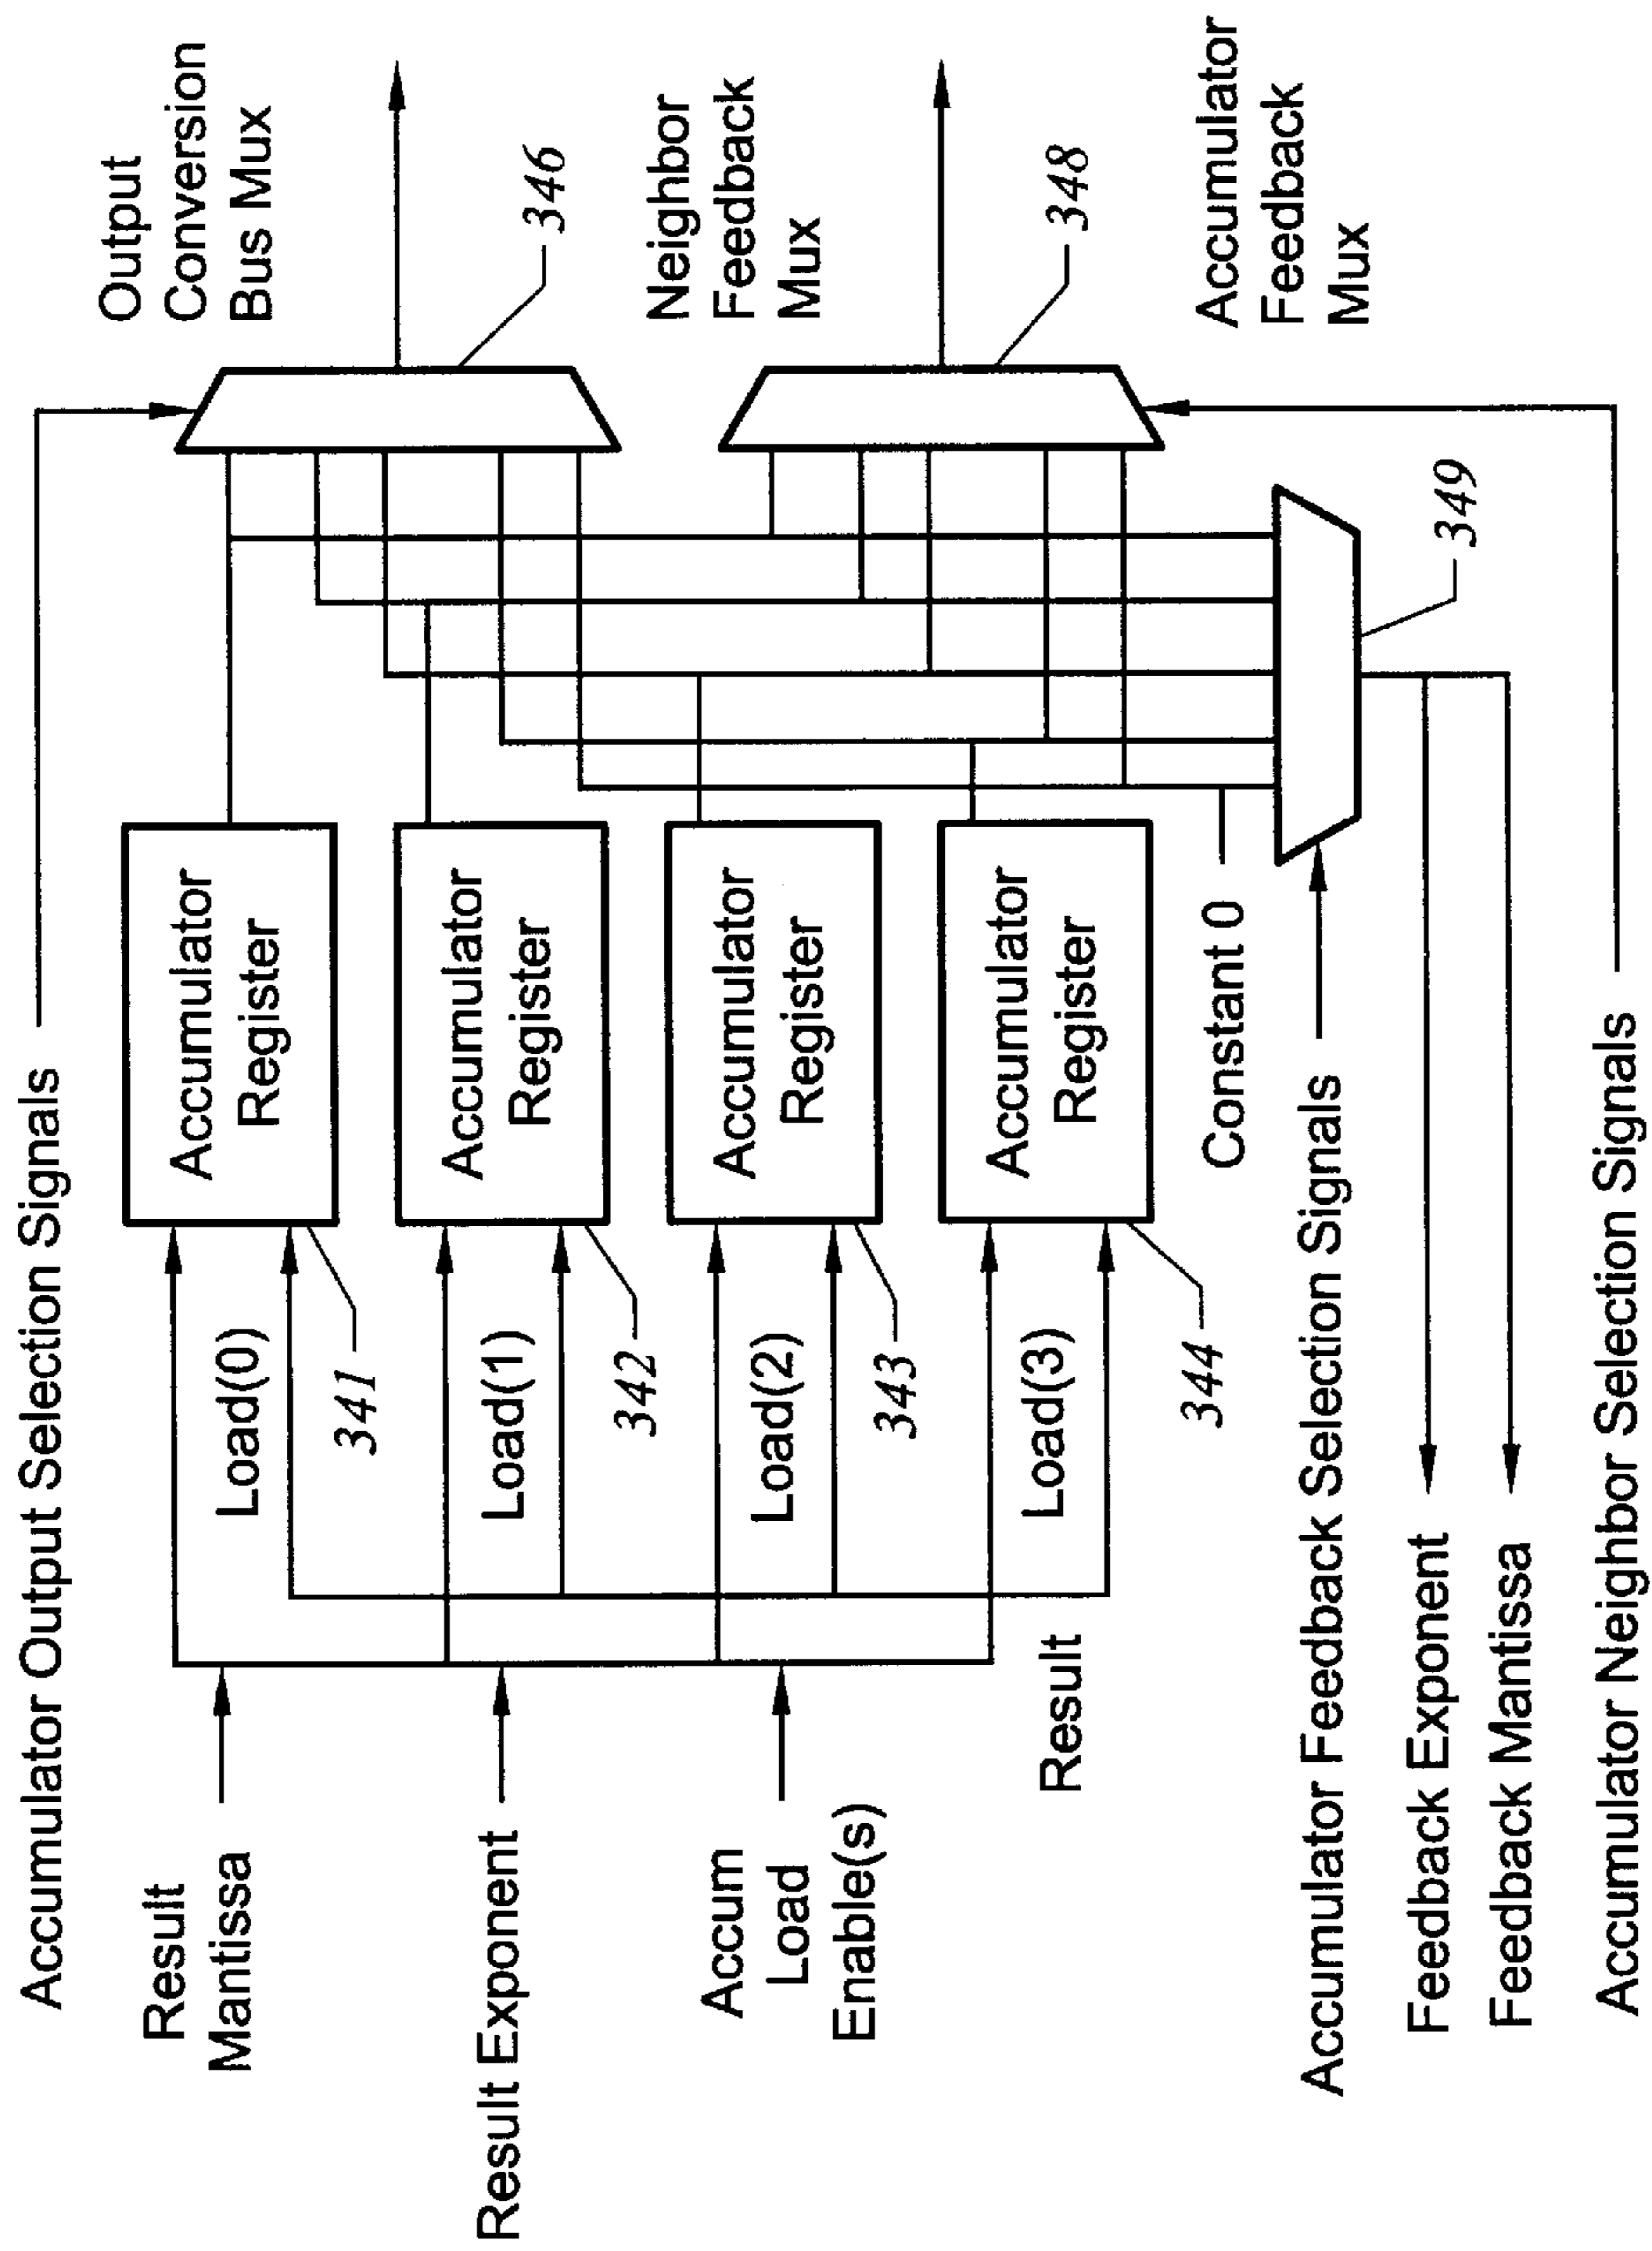 Accumulator Output Selection Signals
Output
Conversion
Bus Mux
346
Result
Mantissa
Load(0)
341
Accumulator
Register
Result Exponent
Load(1)
342
Accumulator
Register
Neighbor
Feedback
Mux
348
Accum
Load
Enable(s)
Load(2)
343
Accumulator
Register
Result
Load(3)
344
Accumulator
Register
Accumulator
Feedback
Mux
Constant 0
349
Accumulator Feedback Selection Signals
Feedback Exponent
Feedback Mantissa
Accumulator Neighbor Selection Signals